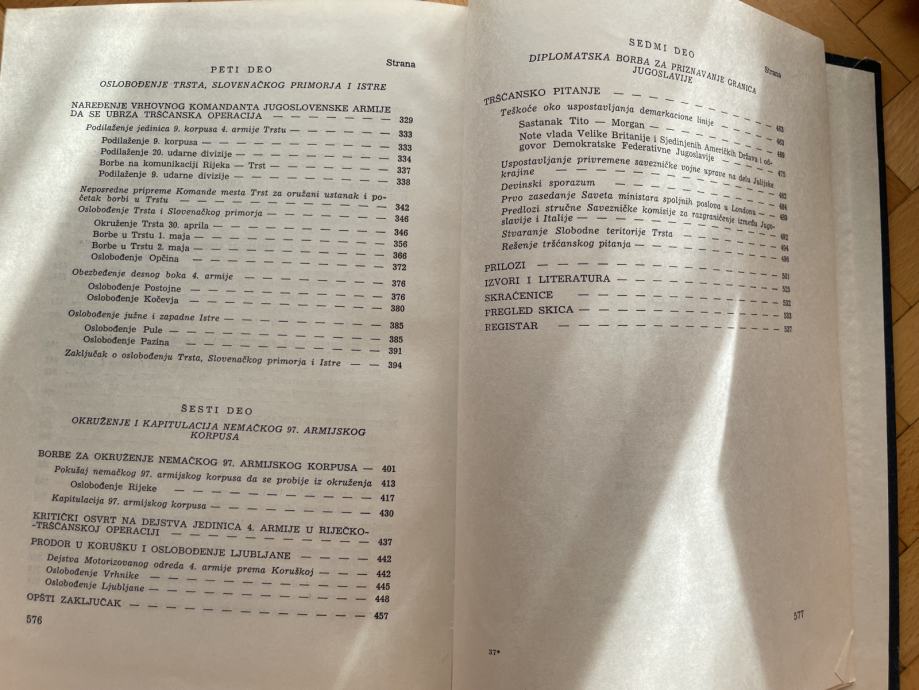 PETI DEO
Strana
OSLOBOĐENJE TRSTA, SLOVENAČKOG PRIMORJA I ISTRE
NAREĐENJE VRHOVNOG KOMANDANTA JUGOSLOVENSKE ARMIJE
DA SE UBRZA TRŠĆANSKA OPERACIJA — — — — — — — 329
Podilaženje jedinica 9. korpusa 4. armije Trstu — — — — — 333
Podilaženje 9. korpusa — — — — — — — — — 333
Podilaženje 20. udarne divizije — — — — — — — 334
Borbe na komunikaciji Rijeka — Trst — — — — — — 337
Podilaženje 9. udarne divizije — — — — — — — 338
Neposredne pripreme Komande mesta Trst za oružani ustanak i po-
četak borbi u Trstu — — — — — — — — — — 342
Oslobođenje Trsta i Slovenačkog primorja — — — — — — 346
Okruženje Trsta 30. aprila — — — — — — — — 346
Borbe u Trstu 1. maja — — — — — — — — — 356
Borbe u Trstu 2. maja — — — — — — — — — 366
Oslobođenje Opčina — — — — — — — — — 372
Obezbeđenje desnog boka 4. armije — — — — — — — 376
Oslobođenje Postojne — — — — — — — — — 376
Oslobođenje Kočevja — — — — — — — — — 380
Oslobođenje južne i zapadne Istre — — — — — — — 385
Oslobođenje Pule — — — — — — — — — — 385
Oslobođenje Pazina — — — — — — — — — 391
Zaključak o oslobođenju Trsta, Slovenačkog primorja i Istre — — 394
ŠESTI DEO
OKRUŽENJE I KAPITULACIJA NEMAČKOG 97. ARMIJSKOG
KORPUSA
BORBE ZA OKRUŽENJE NEMAČKOG 97. ARMIJSKOG KORPUSA — 401
Pokušaj nemačkog 97. armijskog korpusa da se probije iz okruženja 413
Oslobođenje Rijeke — — — — — — — — — 417
Kapitulacija 97. armijskog korpusa — — — — — — — 430
KRITIČKI OSVRT NA DEJSTVA JEDINICA 4. ARMIJE U RIJEČKO-
-TRŠĆANSKOJ OPERACIJI — — — — — — — — — 437
PRODOR U KORUŠKU I OSLOBOĐENJE LJUBLJANE — — — — 442
Dejstva Motorizovanog odreda 4. armije prema Koruškoj — — — 442
Oslobođenje Vrhnike — — — — — — — — — — 445
Oslobođenje Ljubljane — — — — — — — — — — 448
OPŠTI ZAKLJUČAK — — — — — — — — — — — 457
576
SEDMI DEO
DIPLOMATSKA BORBA ZA PRIZNAVANJE GRANICA
JUGOSLAVIJE
Strana
TRŠĆANSKO PITANJE — — — — — — — —
Teškoće oko uspostavljanja demarkacione linije — — — — 463
Sastanak Tito — Morgan — — — — — — — 463
Note vlada Velike Britanije i Sjedinjenih Američkih Država i od-
govor Demokratske Federativne Jugoslavije — — — —
Uspostavljanje privremene savezničke vojne uprave na delu Julijske
krajine — — — — — — — — — —
Devinski sporazum — — — — — — — —
Prvo zasedanje Saveta ministara spoljnih poslova u Londonu —
Predlozi stručne Savezničke komisije za razgraničenje između Jugo-
slavije i Italije — — — — — — — — —
Stvaranje Slobodne teritorije Trsta — — — — — — 494
Rešenje tršćanskog pitanja — — — — — — —
PRILOZI — — — — — — — — — — — 501
IZVORI I LITERATURA — — — — — — — — 525
SKRAĆENICE — — — — — — — — — — 532
PREGLED SKICA — — — — — — — — — 533
REGISTAR — — — — — — — — — — 537
577
37*